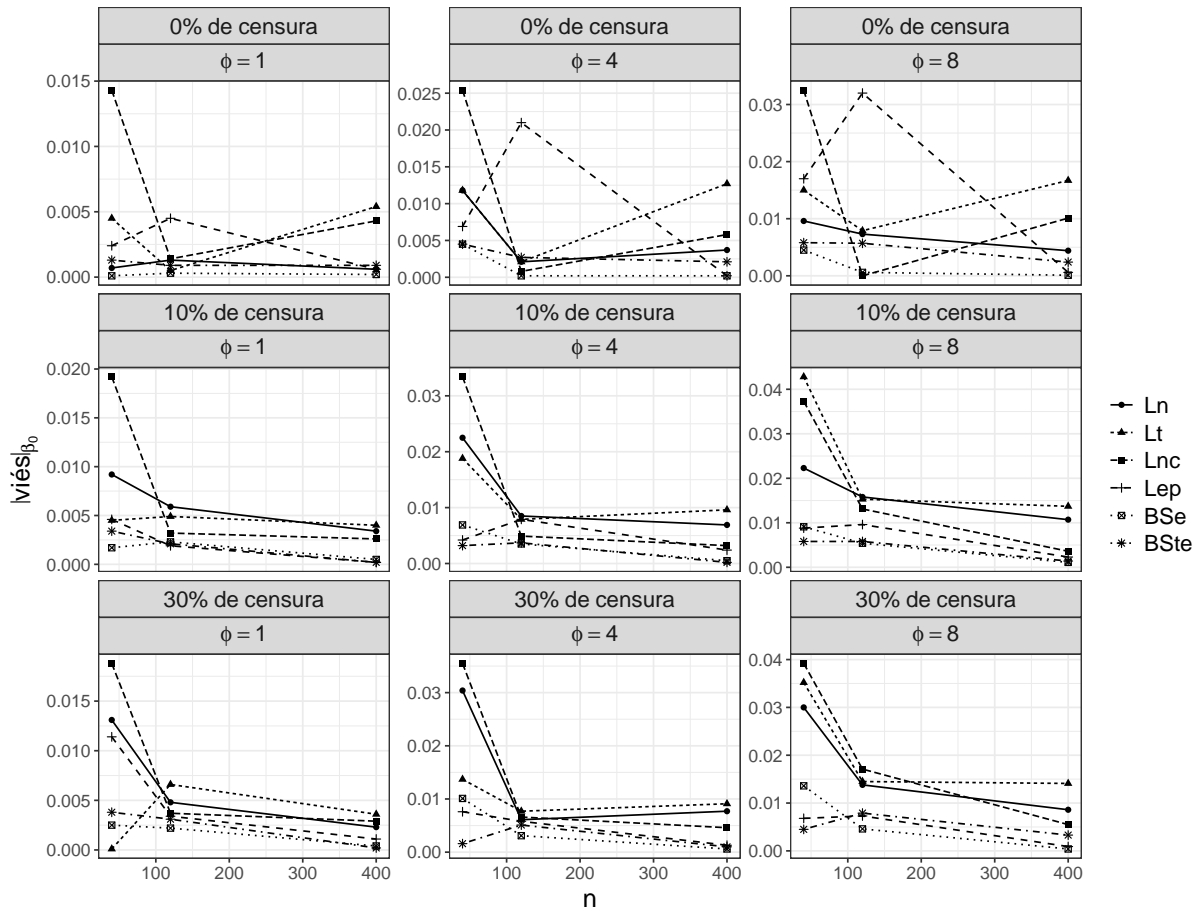 0% de censura
0% de censura
0% de censura
ϕ = 1
ϕ = 4
ϕ = 8
0.015
0.010
0.005
0.000
0.025
0.020
0.015
0.010
0.005
0.000
0.03
0.02
0.01
0.00
10% de censura
10% de censura
10% de censura
ϕ = 1
ϕ = 4
ϕ = 8
0.020
0.015
0.010
0.005
0.000
0.03
0.02
0.01
0.00
0.04
0.03
0.02
0.01
0.00
30% de censura
30% de censura
30% de censura
ϕ = 1
ϕ = 4
ϕ = 8
0.015
0.010
0.005
0.000
0.03
0.02
0.01
0.00
0.04
0.03
0.02
0.01
0.00
100 200 300 400
100 200 300 400
100 200 300 400
n
|viés|β0
Ln
Lt
Lnc
Lep
BSe
BSte